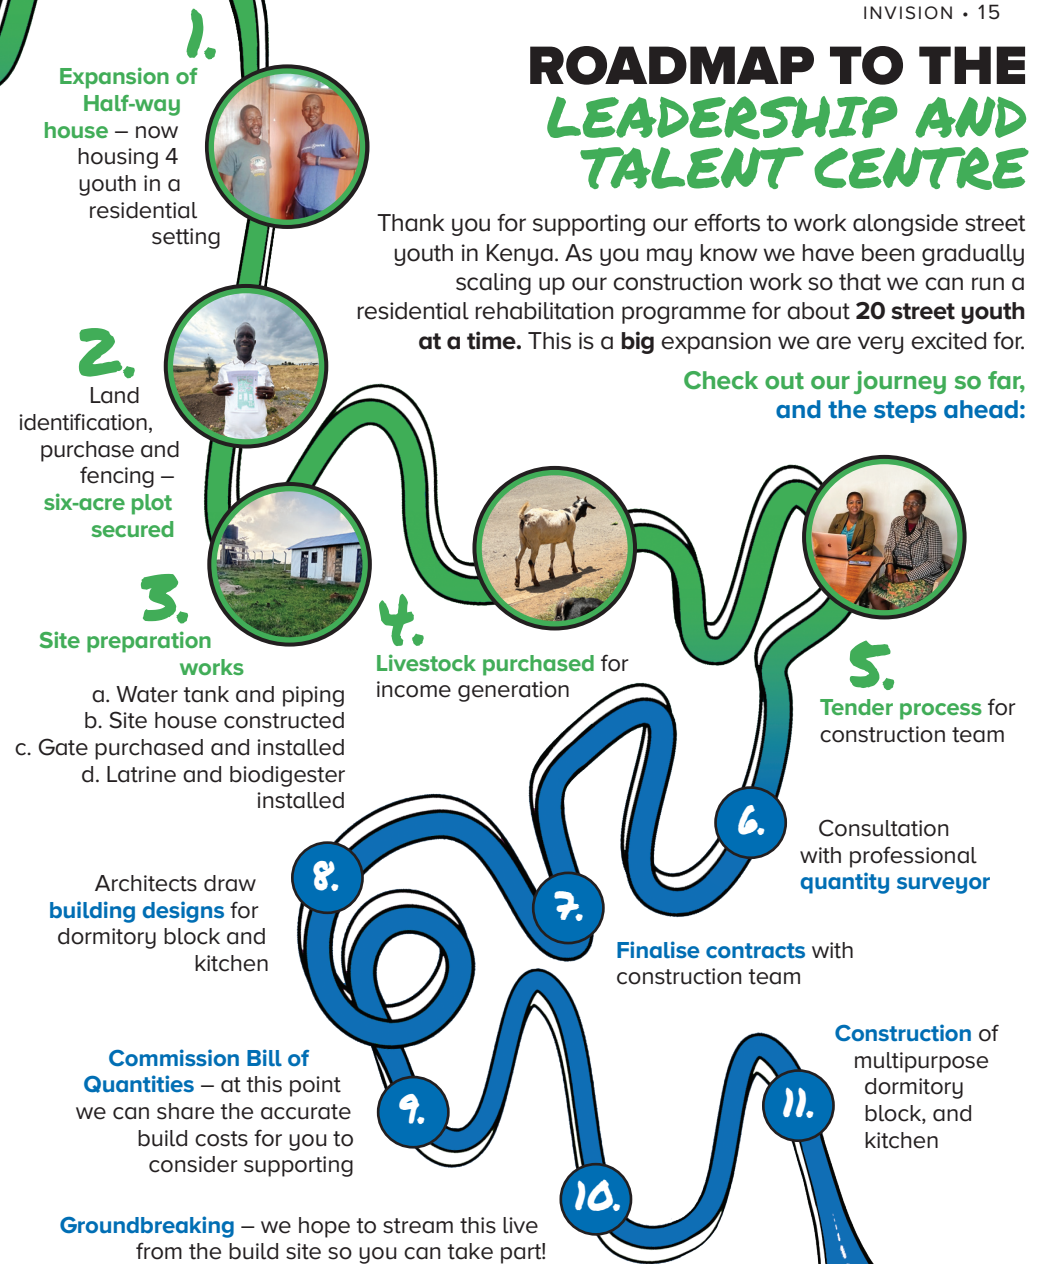 INVISION • 15
ROADMAP TO THE
LEADERSHIP AND
TALENT CENTRE
Thank you for supporting our efforts to work alongside street
youth in Kenya. As you may know we have been gradually
scaling up our construction work so that we can run a
residential rehabilitation programme for about 20 street youth
at a time. This is a big expansion we are very excited for.
Check out our journey so far,
and the steps ahead:
1.
Expansion of
Half-way
house – now
housing 4
youth in a
residential
setting
2.
Land
identification,
purchase and
fencing –
six-acre plot
secured
3.
Site preparation
works
a. Water tank and piping
b. Site house constructed
c. Gate purchased and installed
d. Latrine and biodigester
installed
4.
Livestock purchased for
income generation
5.
Tender process for
construction team
6.
Consultation
with professional
quantity surveyor
7.
Finalise contracts with
construction team
8.
Architects draw
building designs for
dormitory block and
kitchen
9.
Commission Bill of
Quantities – at this point
we can share the accurate
build costs for you to
consider supporting
10.
Groundbreaking – we hope to stream this live
from the build site so you can take part!
11.
Construction of
multipurpose
dormitory
block, and
kitchen